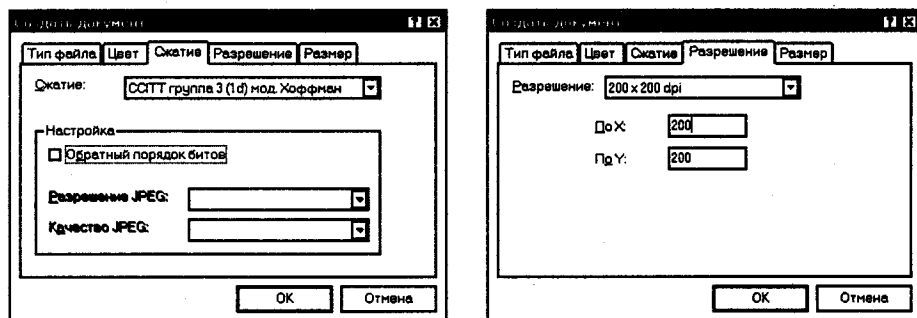 Создать документ
Тип файла Цвет Сжатие Разрешение Размер
Сжатие: CCITT группа 3 (1d) мод. Хоффман
Настройка
Обратный порядок битов
Разрешение JPEG:
Качество JPEG:
OK Отмена
Создать документ
Тип файла Цвет Сжатие Разрешение Размер
Разрешение: 200 x 200 dpi
По X: 200
По Y: 200
OK Отмена